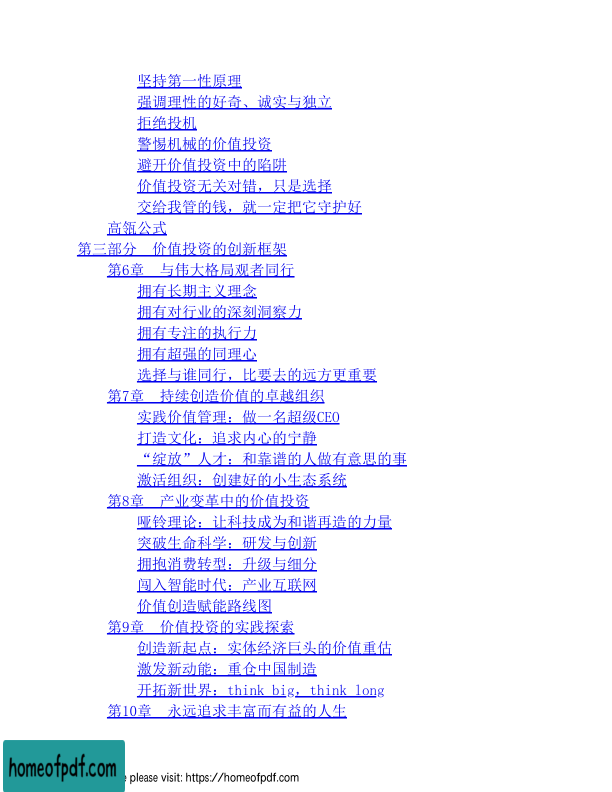 坚持第一性原理
强调理性的好奇、诚实与独立
拒绝投机
警惕机械的价值投资
避开价值投资中的陷阱
价值投资无关对错，只是选择
交给我管的钱，就一定把它守护好
高瓴公式
第三部分　价值投资的创新框架
第6章　与伟大格局观者同行
拥有长期主义理念
拥有对行业的深刻洞察力
拥有专注的执行力
拥有超强的同理心
选择与谁同行，比要去的远方更重要
第7章　持续创造价值的卓越组织
实践价值管理：做一名超级CEO
打造文化：追求内心的宁静
“绽放”人才：和靠谱的人做有意思的事
激活组织：创建好的小生态系统
第8章　产业变革中的价值投资
哑铃理论：让科技成为和谐再造的力量
突破生命科学：研发与创新
拥抱消费转型：升级与细分
闯入智能时代：产业互联网
价值创造赋能路线图
第9章　价值投资的实践探索
创造新起点：实体经济巨头的价值重估
激发新动能：重仓中国制造
开拓新世界：think big，think long
第10章　永远追求丰富而有益的人生
homeofpdf.com
e please visit: https://homeofpdf.com